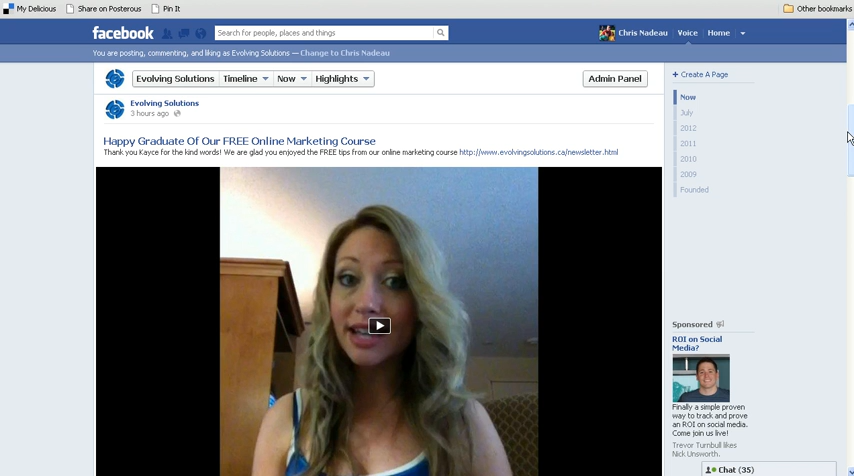 My Delicious Share on Posterous Pin It Other bookmarks
facebook Search for people, places and things Chris Nadeau Voice Home
You are posting, commenting, and liking as Evolving Solutions — Change to Chris Nadeau
Evolving Solutions Timeline Now Highlights Admin Panel
Evolving Solutions
3 hours ago
Happy Graduate Of Our FREE Online Marketing Course
Thank you Kayce for the kind words! We are glad you enjoyed the FREE tips from our online marketing course http://www.evolvingsolutions.ca/newsletter.html
+ Create A Page
Now
July
2012
2011
2010
2009
Founded
Sponsored
ROI on Social
Media?
Finally a simple proven
way to track and prove
an ROI on social media.
Come join us live!
Trevor Turnbull likes
Nick Unsworth.
Chat (35)